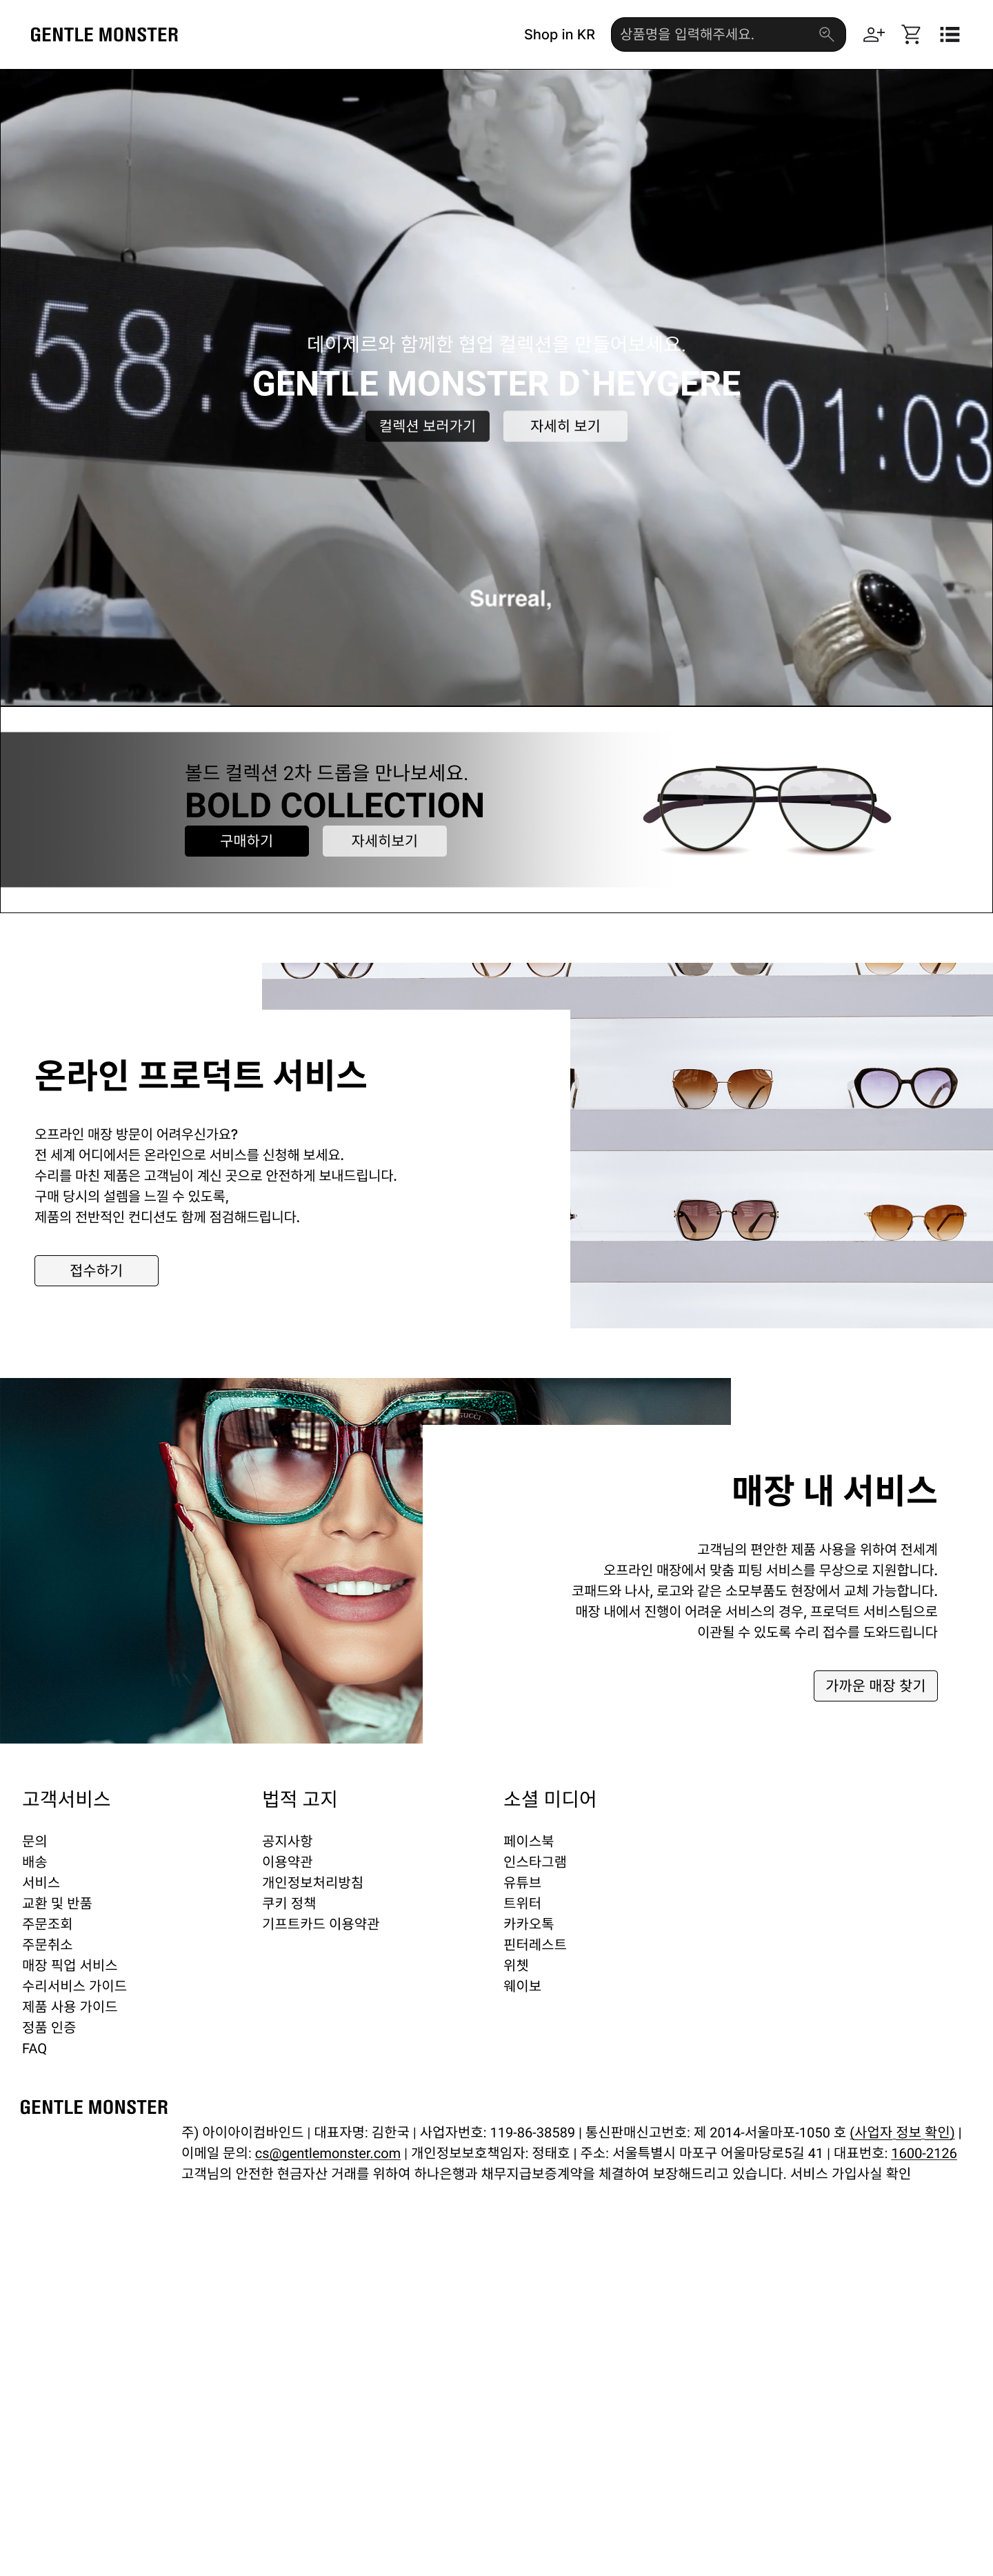 GENTLE MONSTER
Shop in KR
상품명을 입력해주세요.
58:56
01:03
데이제르와 함께한 협업 컬렉션을 만들어보세요.
GENTLE MONSTER D`HEYGERE
컬렉션 보러가기
자세히 보기
Surreal,
볼드 컬렉션 2차 드롭을 만나보세요.
BOLD COLLECTION
구매하기
자세히보기
온라인 프로덕트 서비스
오프라인 매장 방문이 어려우신가요?
전 세계 어디에서든 온라인으로 서비스를 신청해 보세요.
수리를 마친 제품은 고객님이 계신 곳으로 안전하게 보내드립니다.
구매 당시의 설렘을 느낄 수 있도록,
제품의 전반적인 컨디션도 함께 점검해드립니다.
접수하기
GUCCI
매장 내 서비스
고객님의 편안한 제품 사용을 위하여 전세계
오프라인 매장에서 맞춤 피팅 서비스를 무상으로 지원합니다.
코패드와 나사, 로고와 같은 소모부품도 현장에서 교체 가능합니다.
매장 내에서 진행이 어려운 서비스의 경우, 프로덕트 서비스팀으로
이관될 수 있도록 수리 접수를 도와드립니다
가까운 매장 찾기
고객서비스
문의
배송
서비스
교환 및 반품
주문조회
주문취소
매장 픽업 서비스
수리서비스 가이드
제품 사용 가이드
정품 인증
FAQ
법적 고지
공지사항
이용약관
개인정보처리방침
쿠키 정책
기프트카드 이용약관
소셜 미디어
페이스북
인스타그램
유튜브
트위터
카카오톡
핀터레스트
위쳇
웨이보
GENTLE MONSTER
주) 아이아이컴바인드 | 대표자명: 김한국 | 사업자번호: 119-86-38589 | 통신판매신고번호: 제 2014-서울마포-1050 호 (사업자 정보 확인) |
이메일 문의: cs@gentlemonster.com | 개인정보보호책임자: 정태호 | 주소: 서울특별시 마포구 어울마당로5길 41 | 대표번호: 1600-2126
고객님의 안전한 현금자산 거래를 위하여 하나은행과 채무지급보증계약을 체결하여 보장해드리고 있습니다. 서비스 가입사실 확인